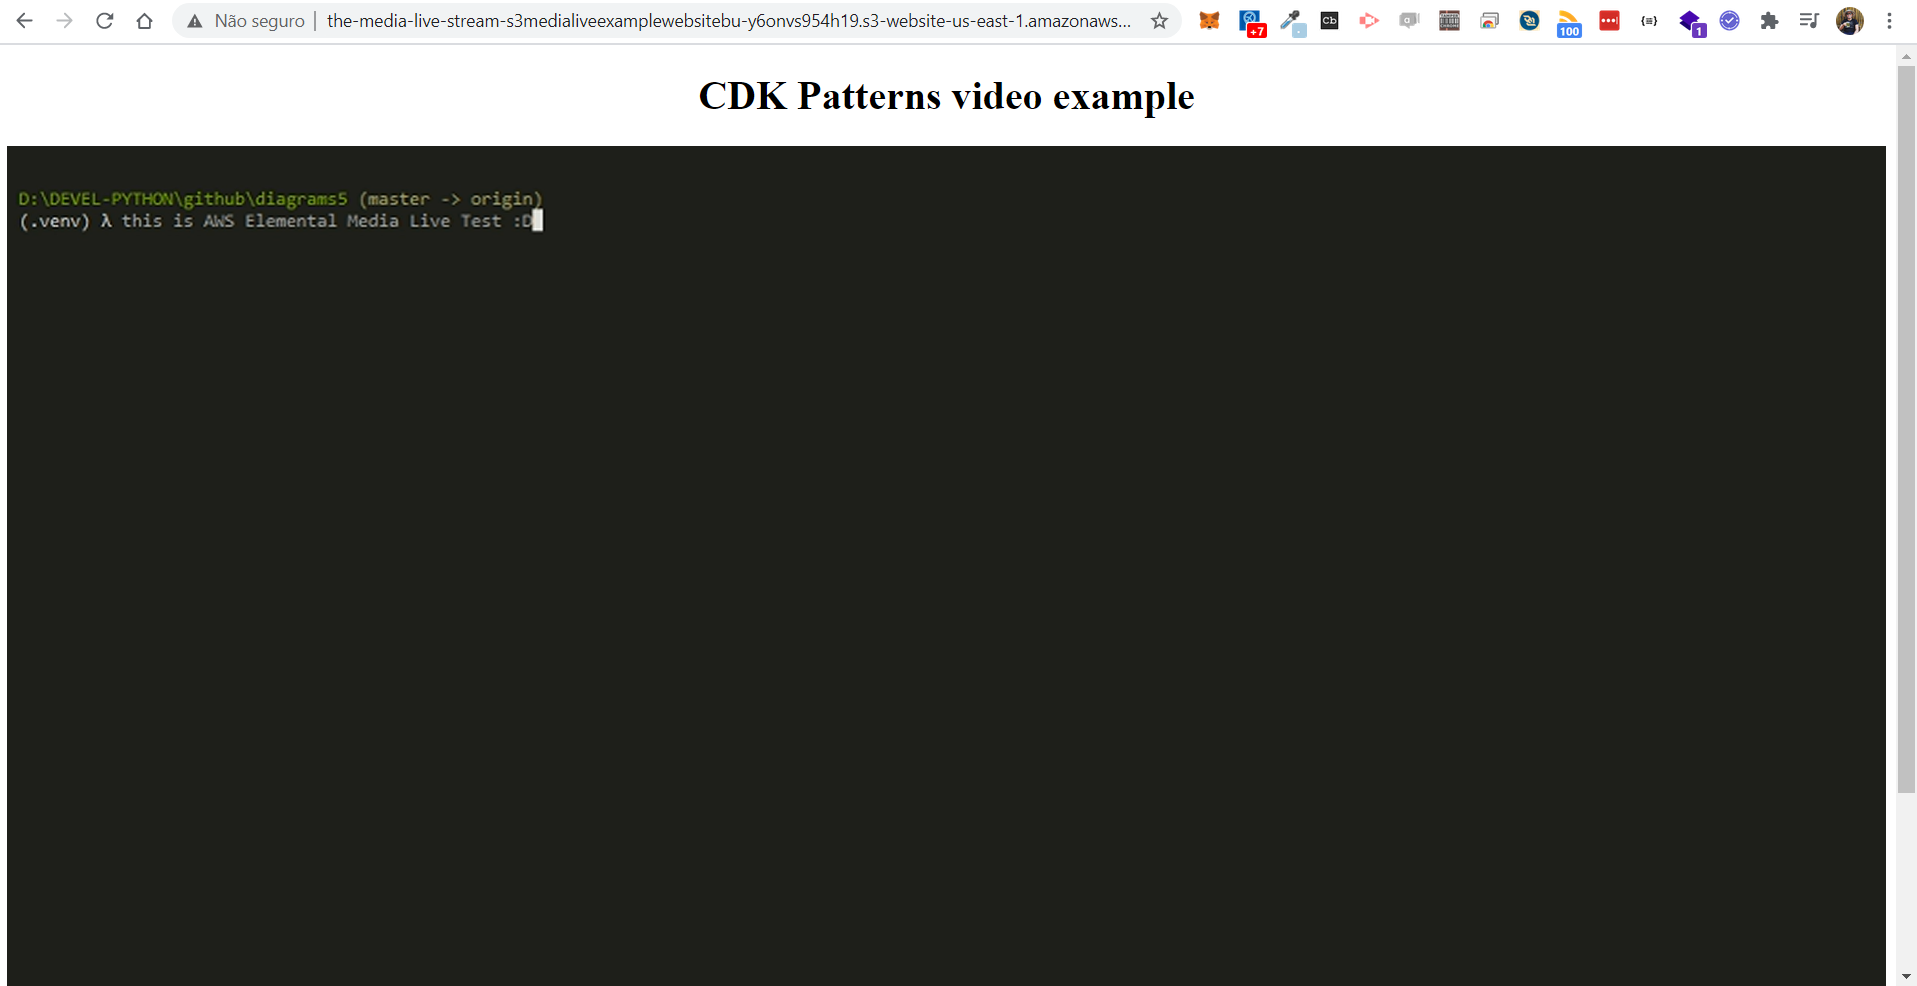 Não seguro | the-media-live-stream-s3medialiveexamplewebsitebu-y6onvs954h19.s3-website-us-east-1.amazonaws...
+7
Cb
a!
100
{≡}
1
CDK Patterns video example
D:\DEVEL-PYTHON\github\diagrams5 (master -> origin)
(.venv) λ this is AWS Elemental Media Live Test :D